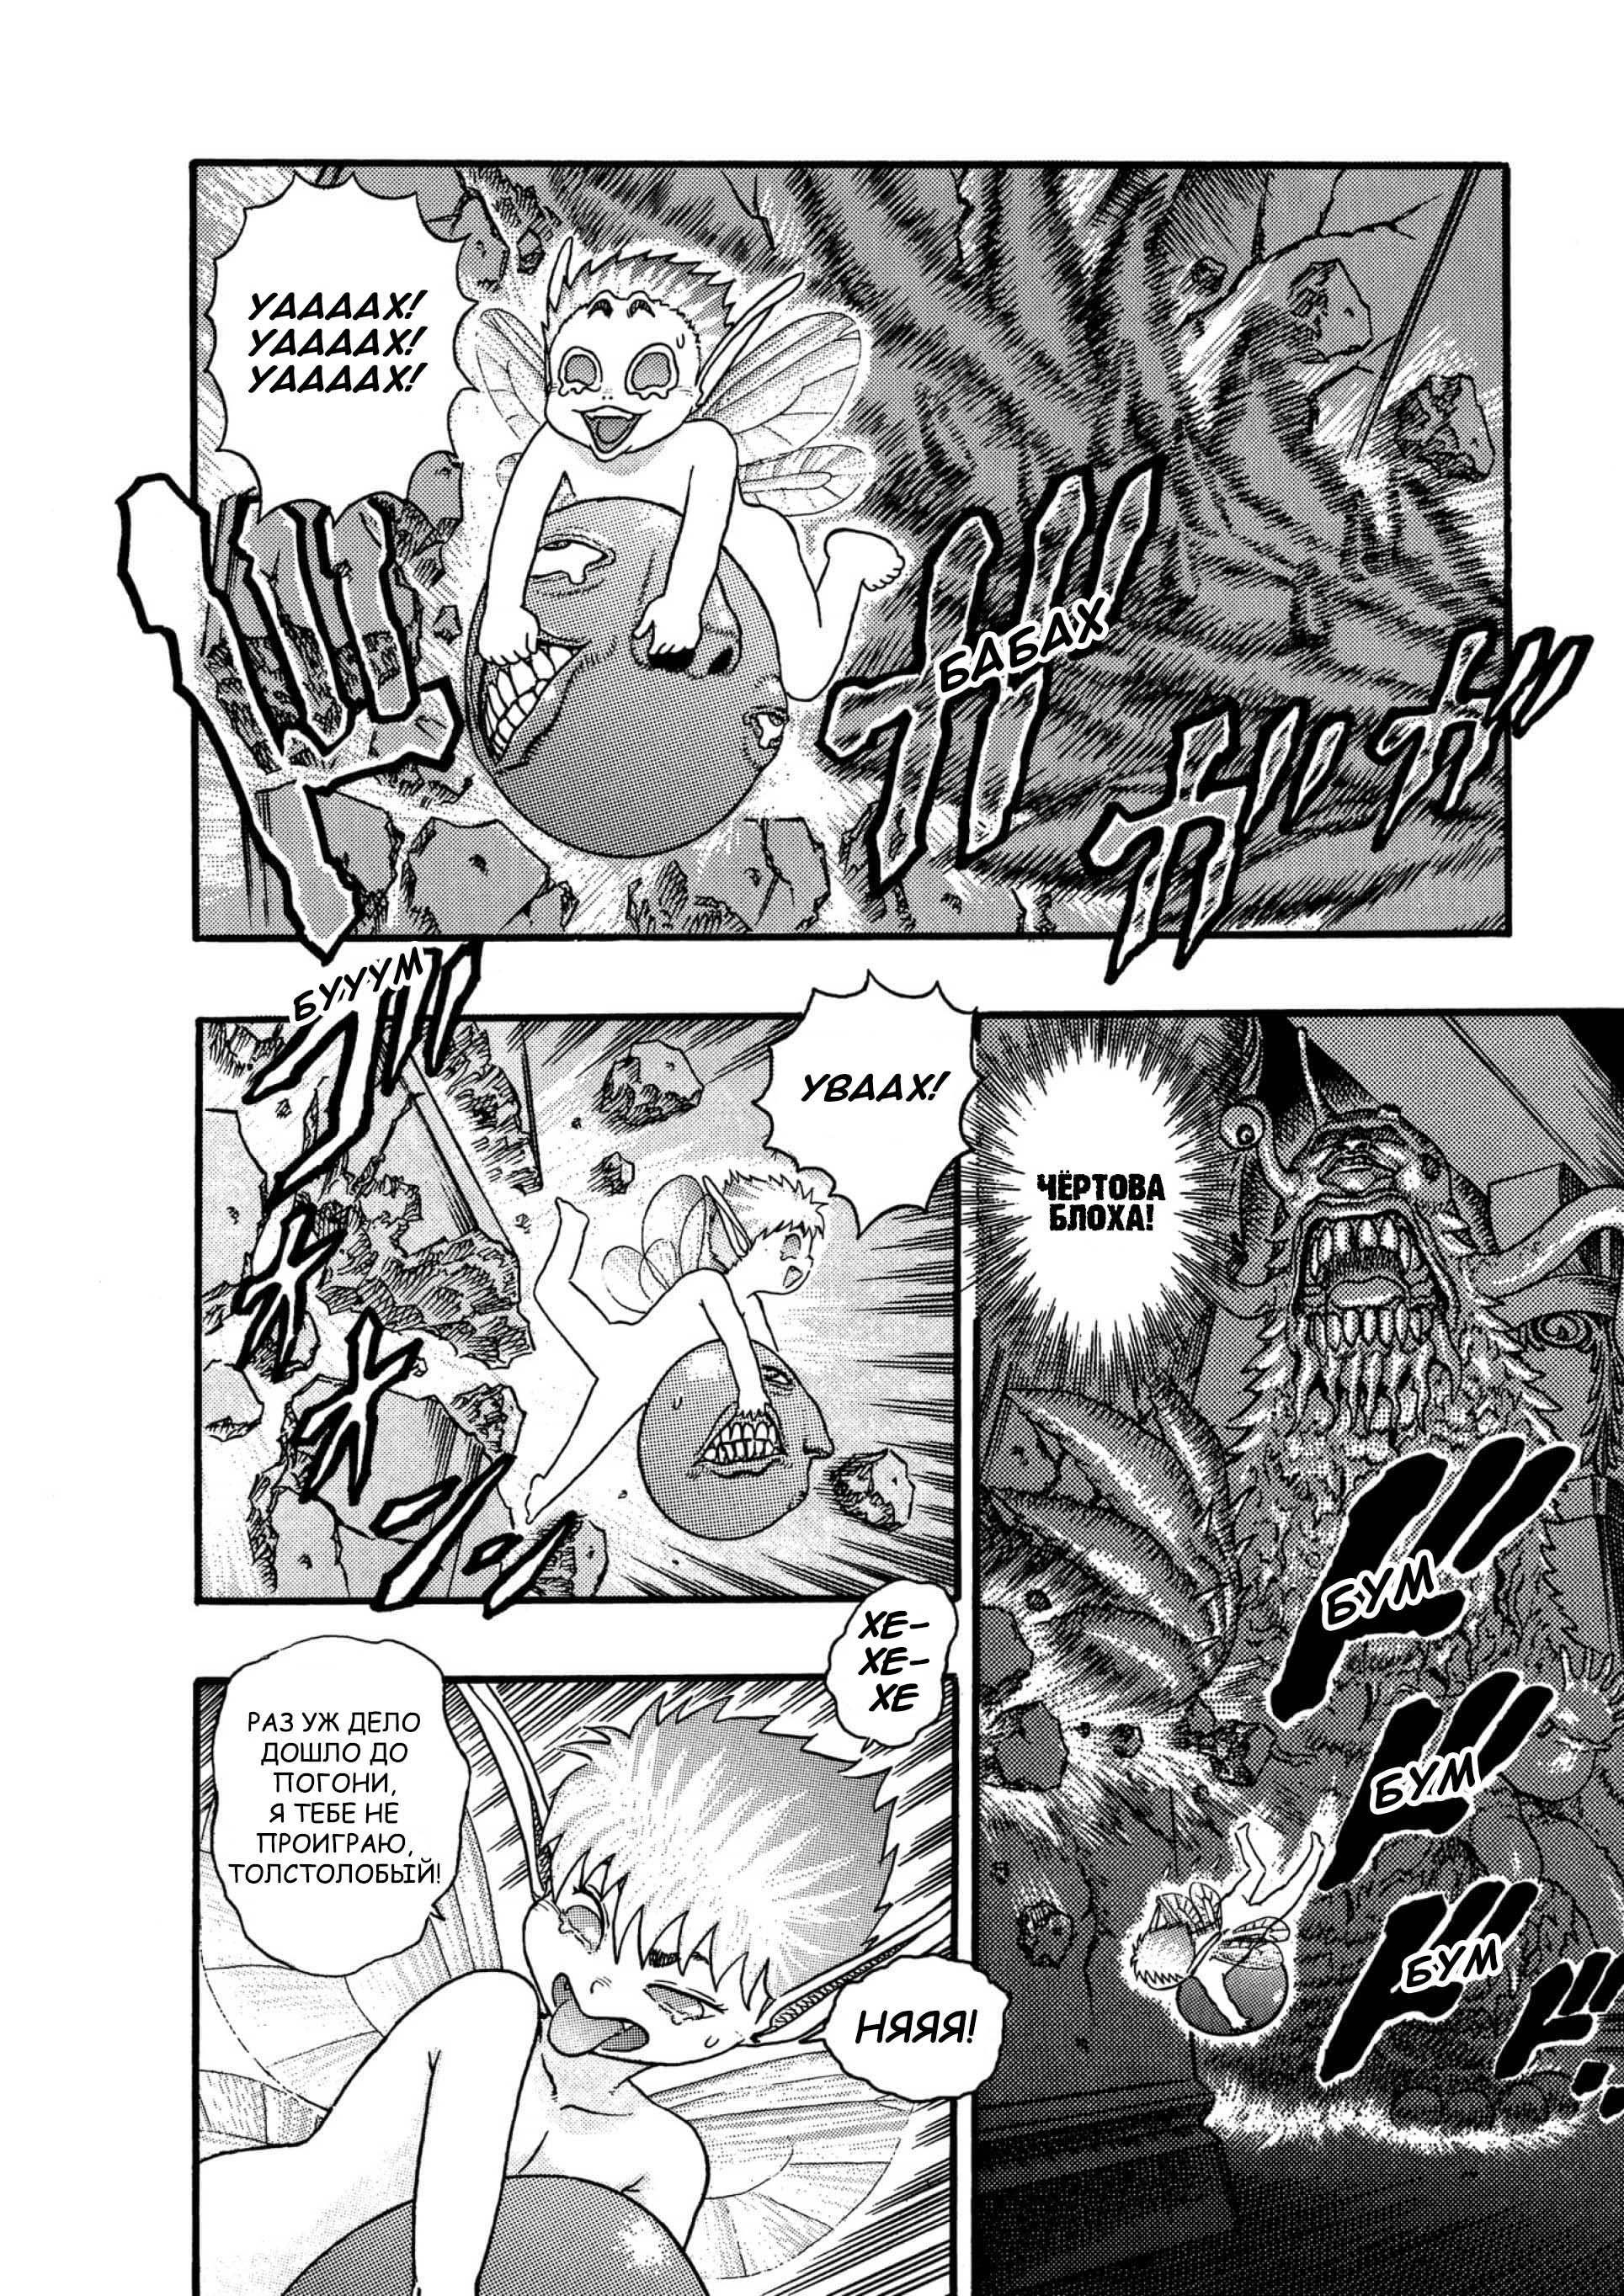 УААААХ!
УААААХ!
УААААХ!
БАБАХ
ЧЁРТОВА
БЛОХА!
БУМ
БУМ
БУМ
УВААХ!
БУУУМ
ХЕ-
ХЕ-
ХЕ
РАЗ УЖ ДЕЛО
ДОШЛО ДО
ПОГОНИ,
Я ТЕБЕ НЕ
ПРОИГРАЮ,
ТОЛСТОЛОБЫЙ!
НЯЯЯ!